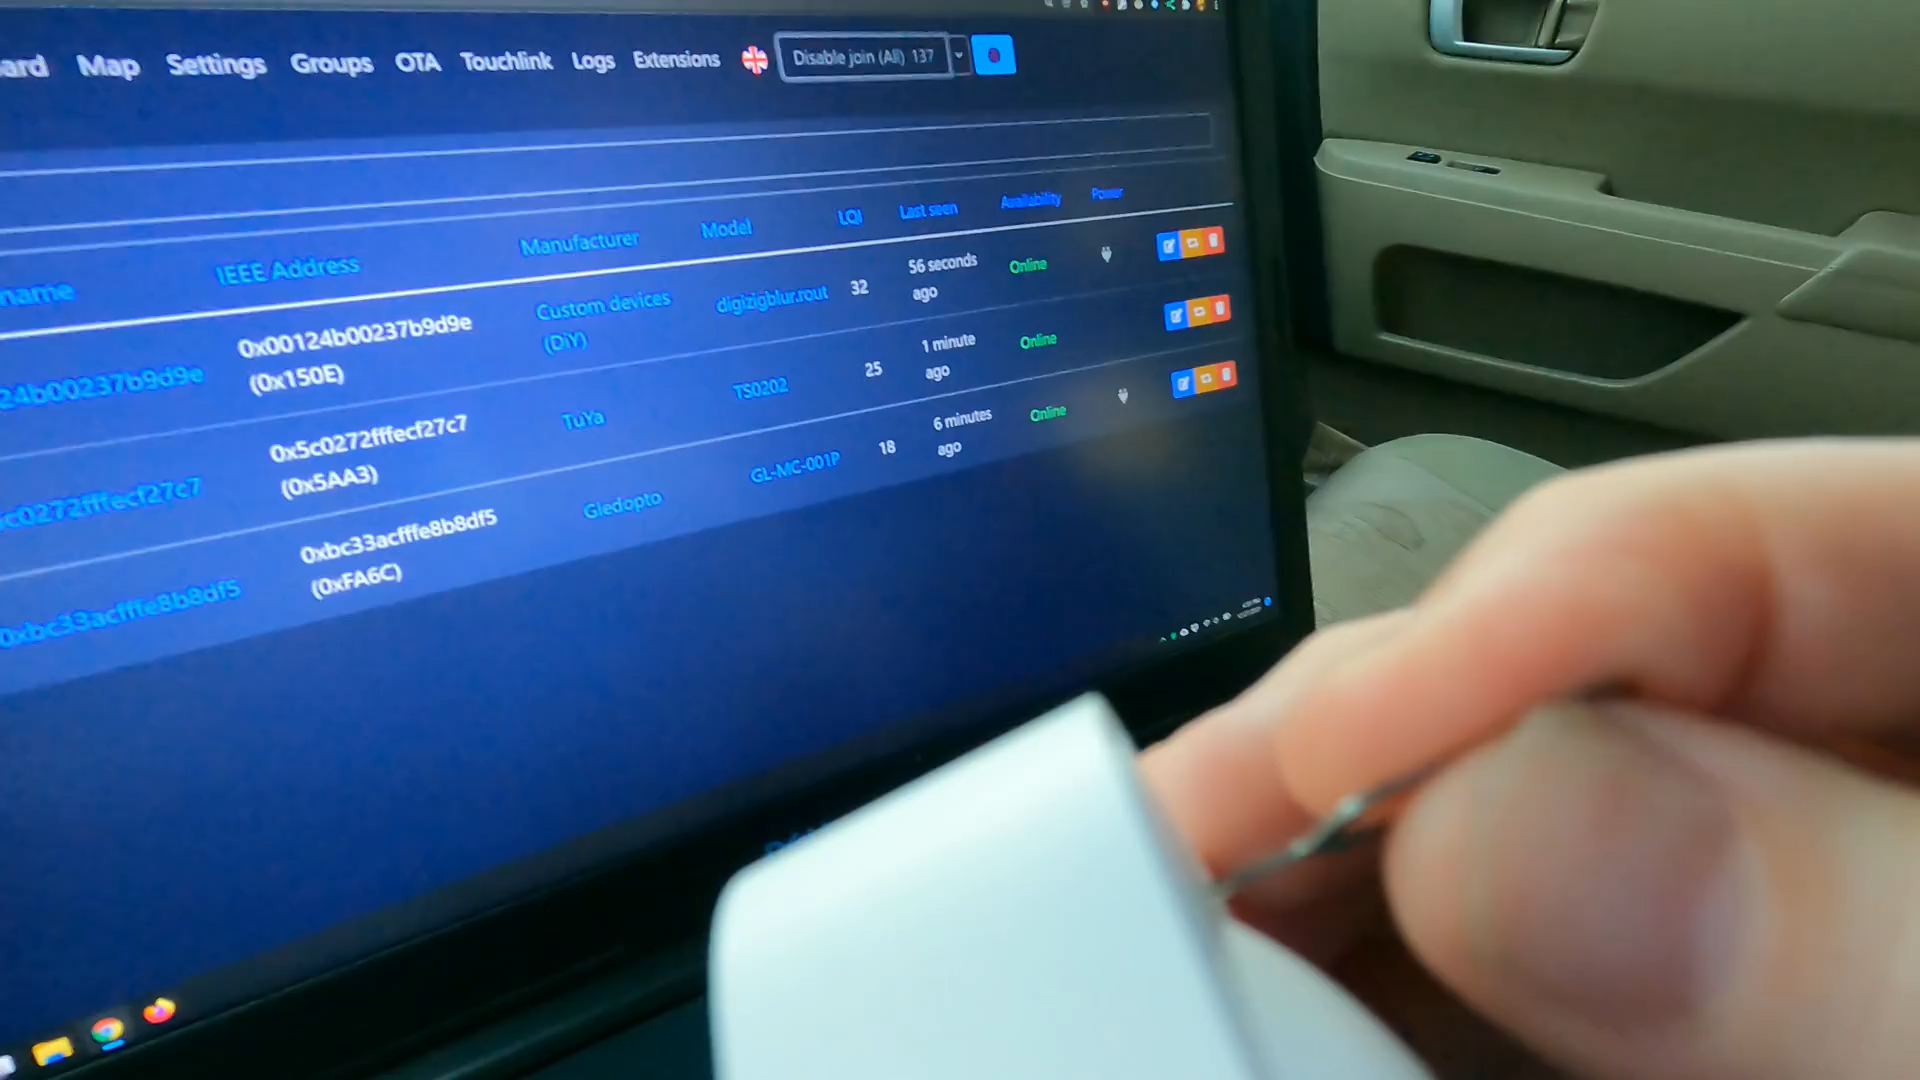 ard Map Settings Groups OTA Touchlink Logs Extensions Disable join (All) 137
name IEEE Address Manufacturer Model LQI Last seen Availability Power
24b00237b9d9e 0x00124b00237b9d9e Custom devices digizigblur.rout 32 56 seconds Online
(0x150E) (DiY) ago
5c0272fffecf27c7 0x5c0272fffecf27c7 TuYa TS0202 25 1 minute Online
(0x5AA3) ago
0xbc33acfffe8b8df5 0xbc33acfffe8b8df5 Gledopto GL-MC-001P 18 6 minutes Online
(0xFA6C) ago